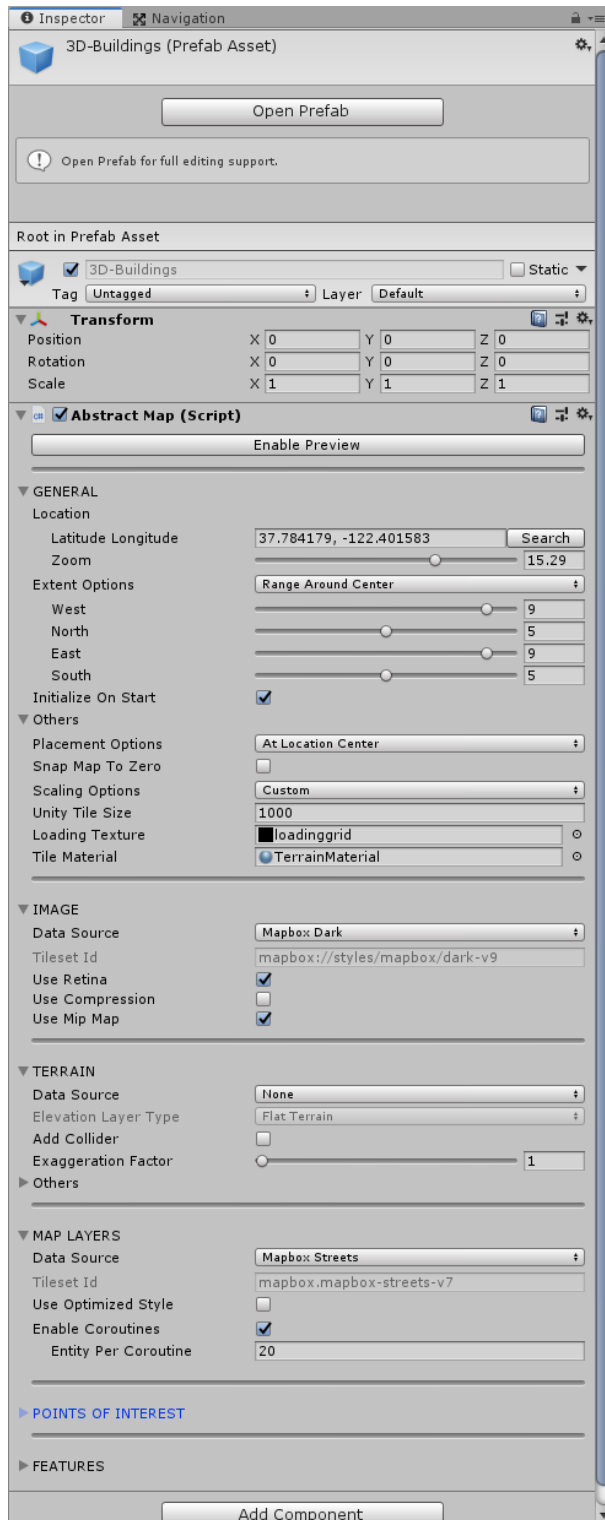 Inspector Navigation
3D-Buildings (Prefab Asset)
Open Prefab
Open Prefab for full editing support.
Root in Prefab Asset
3D-Buildings Static
Tag Untagged Layer Default
Transform
Position X 0 Y 0 Z 0
Rotation X 0 Y 0 Z 0
Scale X 1 Y 1 Z 1
C# Abstract Map (Script)
Enable Preview
GENERAL
Location
Latitude Longitude 37.784179, -122.401583 Search
Zoom 15.29
Extent Options Range Around Center
West 9
North 5
East 9
South 5
Initialize On Start
Others
Placement Options At Location Center
Snap Map To Zero
Scaling Options Custom
Unity Tile Size 1000
Loading Texture loadinggrid
Tile Material TerrainMaterial
IMAGE
Data Source Mapbox Dark
Tileset Id mapbox://styles/mapbox/dark-v9
Use Retina
Use Compression
Use Mip Map
TERRAIN
Data Source None
Elevation Layer Type Flat Terrain
Add Collider
Exaggeration Factor 1
Others
MAP LAYERS
Data Source Mapbox Streets
Tileset Id mapbox.mapbox-streets-v7
Use Optimized Style
Enable Coroutines
Entity Per Coroutine 20
POINTS OF INTEREST
FEATURES
Add Component